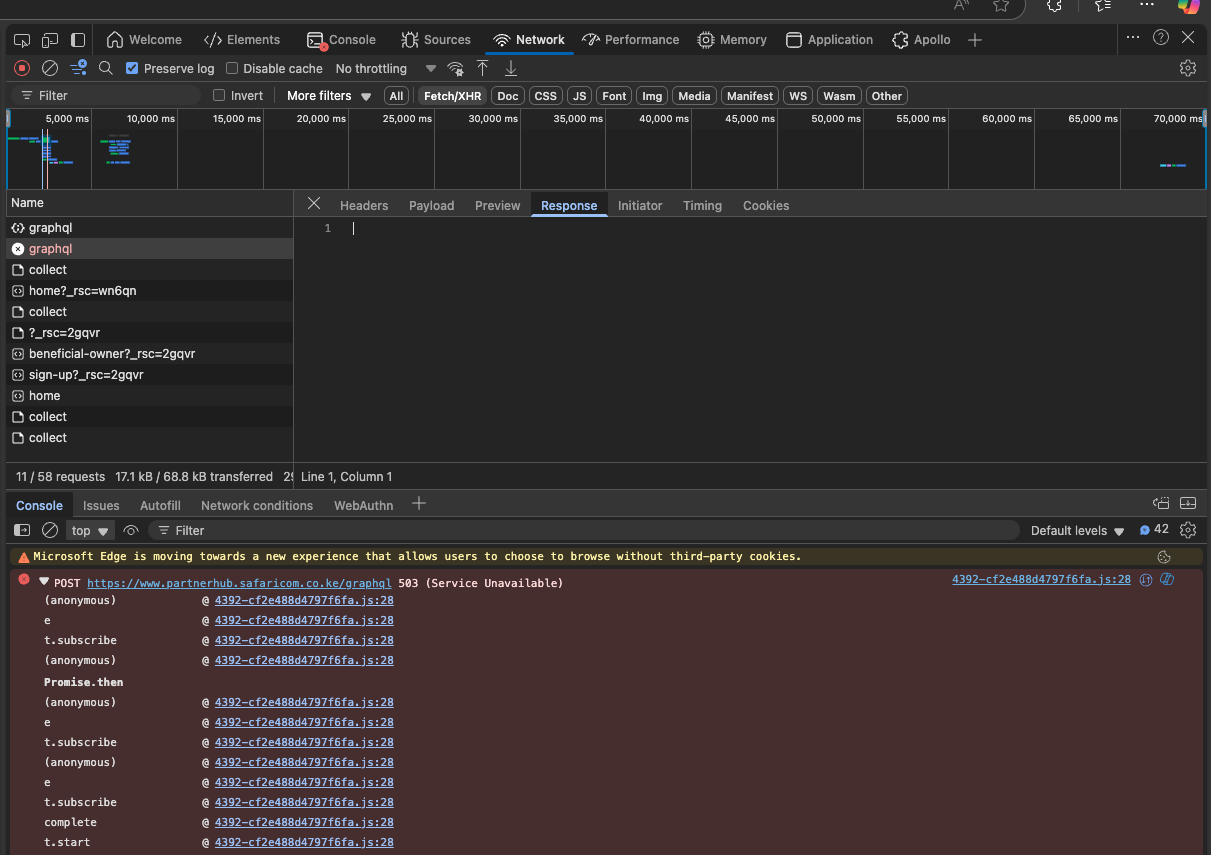 Welcome Elements Console Sources Network Performance Memory Application Apollo
Preserve log Disable cache No throttling
Filter Invert More filters All Fetch/XHR Doc CSS JS Font Img Media Manifest WS Wasm Other
5,000 ms 10,000 ms 15,000 ms 20,000 ms 25,000 ms 30,000 ms 35,000 ms 40,000 ms 45,000 ms 50,000 ms 55,000 ms 60,000 ms 65,000 ms 70,000 ms
Name Headers Payload Preview Response Initiator Timing Cookies
graphql 1
graphql
collect
home?_rsc=wn6qn
collect
?_rsc=2gqvr
beneficial-owner?_rsc=2gqvr
sign-up?_rsc=2gqvr
home
collect
collect
11 / 58 requests 17.1 kB / 68.8 kB transferred Line 1, Column 1
Console Issues Autofill Network conditions WebAuthn
top Filter Default levels 42
Microsoft Edge is moving towards a new experience that allows users to choose to browse without third-party cookies.
POST https://www.partnerhub.safaricom.co.ke/graphql 503 (Service Unavailable) 4392-cf2e488d4797f6fa.js:28
(anonymous) @ 4392-cf2e488d4797f6fa.js:28
e @ 4392-cf2e488d4797f6fa.js:28
t.subscribe @ 4392-cf2e488d4797f6fa.js:28
(anonymous) @ 4392-cf2e488d4797f6fa.js:28
Promise.then
(anonymous) @ 4392-cf2e488d4797f6fa.js:28
e @ 4392-cf2e488d4797f6fa.js:28
t.subscribe @ 4392-cf2e488d4797f6fa.js:28
(anonymous) @ 4392-cf2e488d4797f6fa.js:28
e @ 4392-cf2e488d4797f6fa.js:28
t.subscribe @ 4392-cf2e488d4797f6fa.js:28
complete @ 4392-cf2e488d4797f6fa.js:28
t.start @ 4392-cf2e488d4797f6fa.js:28